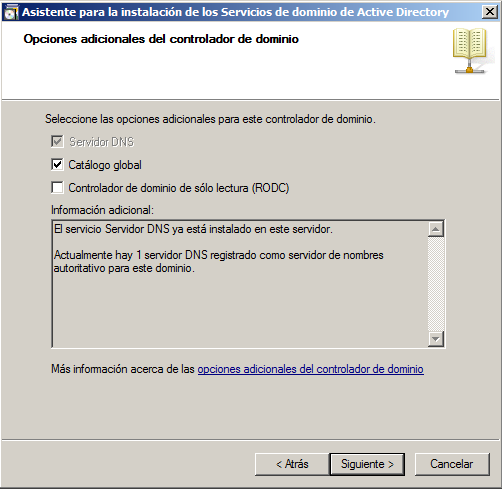 Asistente para la instalación de los Servicios de dominio de Active Directory
Opciones adicionales del controlador de dominio
Seleccione las opciones adicionales para este controlador de dominio.
Servidor DNS
Catálogo global
Controlador de dominio de sólo lectura (RODC)
Información adicional:
El servicio Servidor DNS ya está instalado en este servidor.
Actualmente hay 1 servidor DNS registrado como servidor de nombres
autoritativo para este dominio.
Más información acerca de las opciones adicionales del controlador de dominio
< Atrás Siguiente > Cancelar